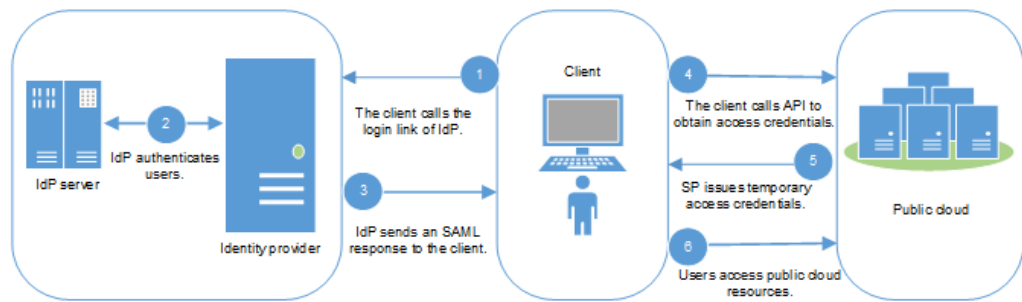 1
The client calls the
login link of IdP.
2
IdP authenticates
users.
IdP server
Identity provider
3
IdP sends an SAML
response to the client.
Client
4
The client calls API to
obtain access credentials.
5
SP issues temporary
access credentials.
6
Users access public cloud
resources.
Public cloud